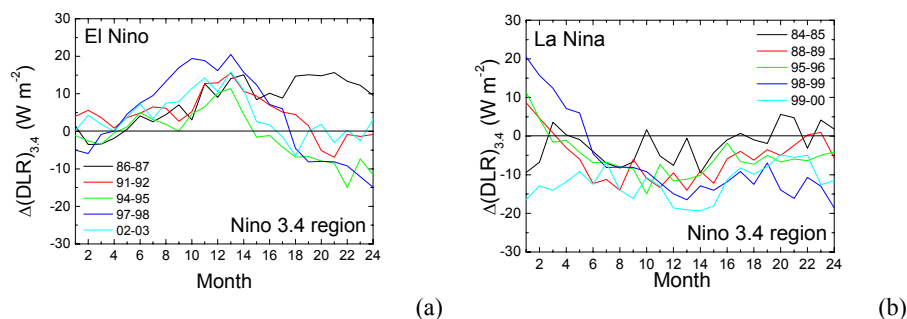 El Nino
Δ(DLR)3.4 (W m-2)
30
20
10
0
-10
-20
-30
86-87
91-92
94-95
97-98
02-03
Nino 3.4 region
2 4 6 8 10 12 14 16 18 20 22 24
Month
(a)
La Nina
Δ(DLR)3.4 (W m-2)
30
20
10
0
-10
-20
-30
84-85
88-89
95-96
98-99
99-00
Nino 3.4 region
2 4 6 8 10 12 14 16 18 20 22 24
Month
(b)